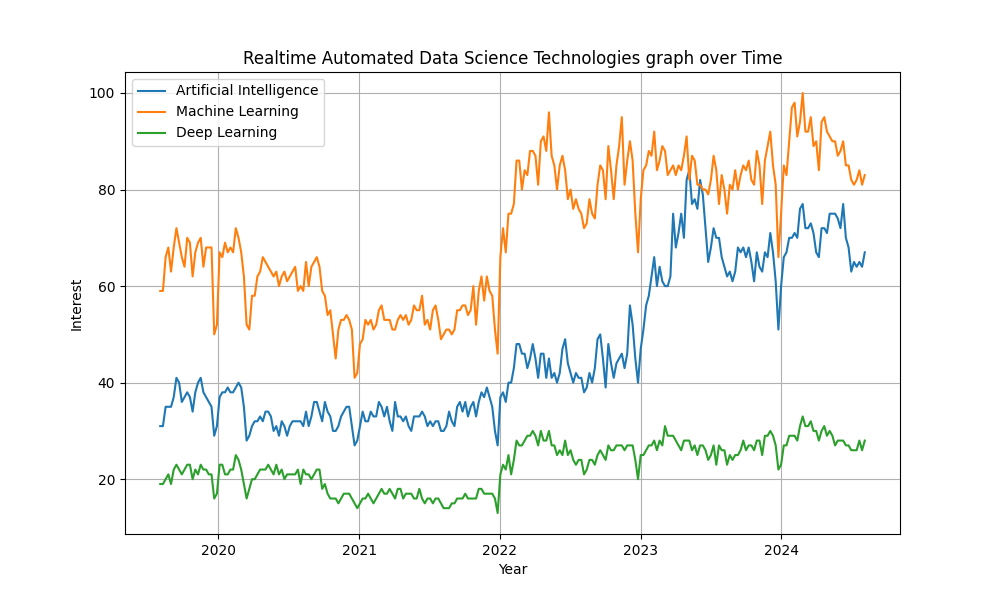 Realtime Automated Data Science Technologies graph over Time
Artificial Intelligence
Machine Learning
Deep Learning
100
80
60
40
20
Interest
2020 2021 2022 2023 2024
Year